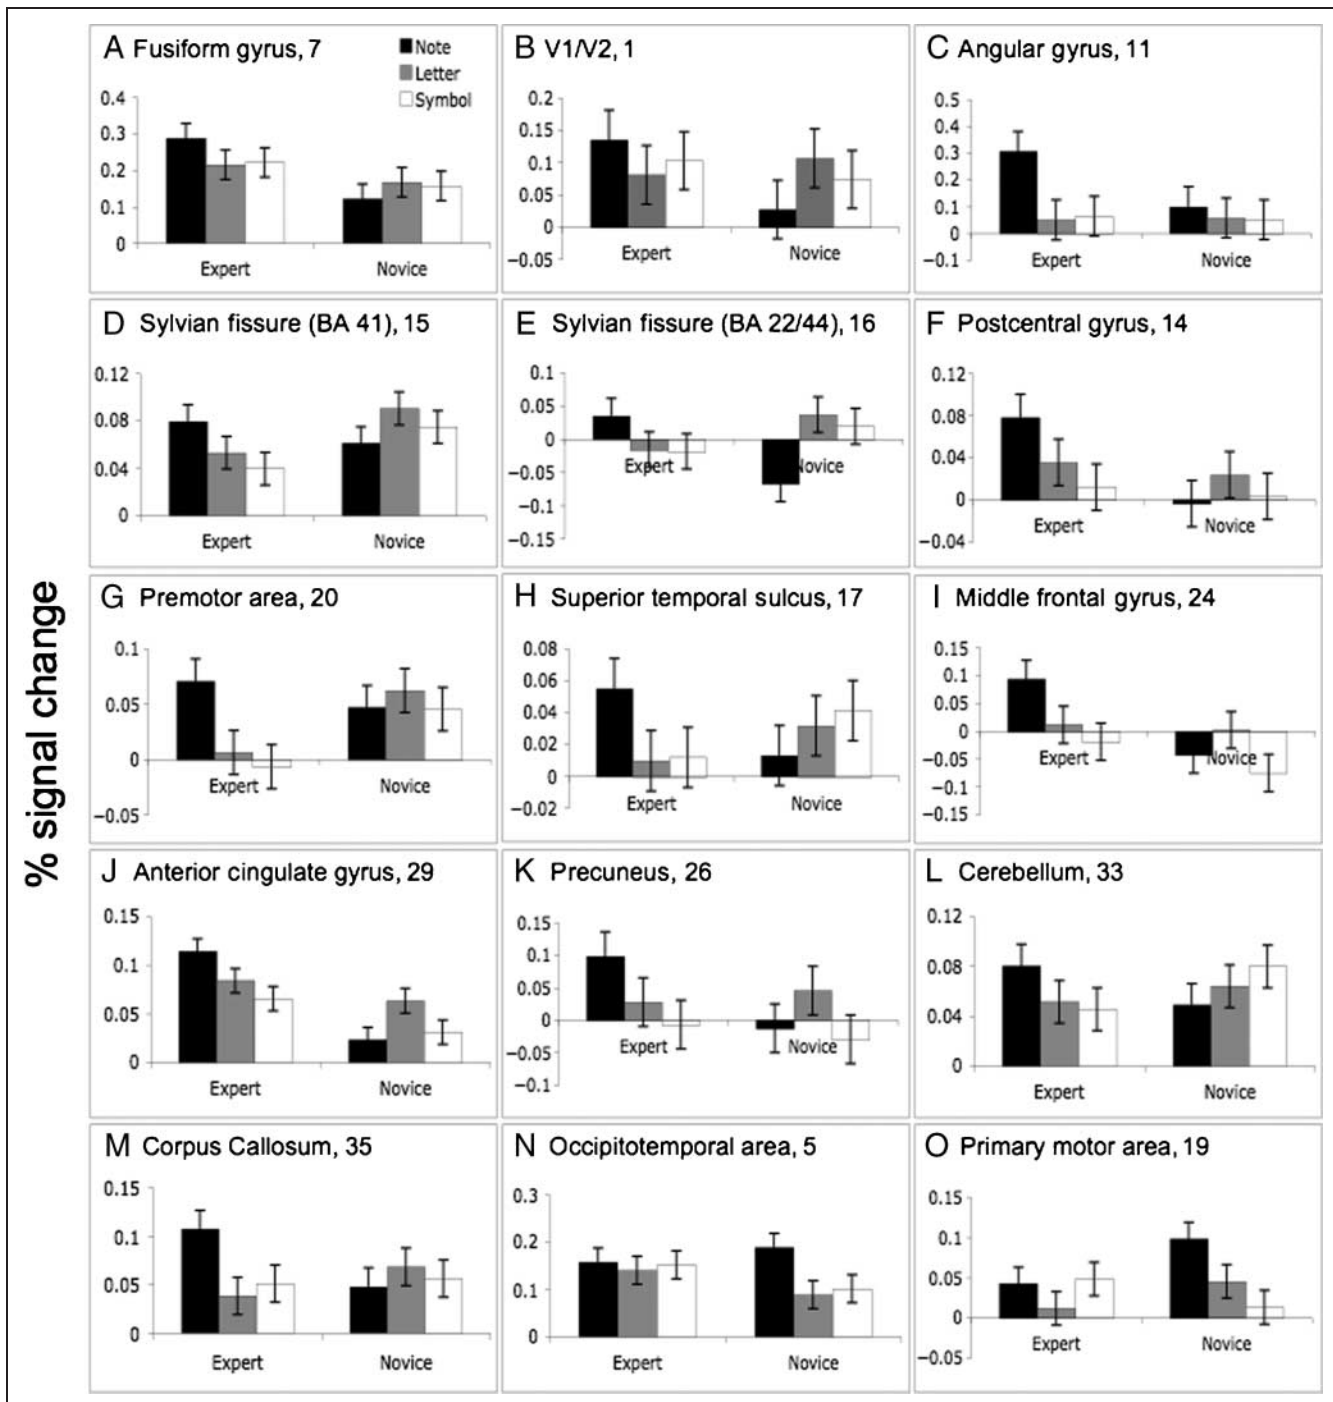 % signal change
A Fusiform gyrus, 7
Note
Letter
Symbol
0.4
0.3
0.2
0.1
0
Expert Novice
B V1/V2, 1
0.2
0.15
0.1
0.05
0
−0.05
Expert Novice
C Angular gyrus, 11
0.5
0.4
0.3
0.2
0.1
0
−0.1
Expert Novice
D Sylvian fissure (BA 41), 15
0.12
0.08
0.04
0
Expert Novice
E Sylvian fissure (BA 22/44), 16
0.1
0.05
0
−0.05
−0.1
−0.15
Expert Novice
F Postcentral gyrus, 14
0.12
0.08
0.04
0
−0.04
Expert Novice
G Premotor area, 20
0.1
0.05
0
−0.05
Expert Novice
H Superior temporal sulcus, 17
0.08
0.06
0.04
0.02
0
−0.02
Expert Novice
I Middle frontal gyrus, 24
0.15
0.1
0.05
0
−0.05
−0.1
−0.15
Expert Novice
J Anterior cingulate gyrus, 29
0.15
0.1
0.05
0
Expert Novice
K Precuneus, 26
0.15
0.1
0.05
0
−0.05
−0.1
Expert Novice
L Cerebellum, 33
0.12
0.08
0.04
0
Expert Novice
M Corpus Callosum, 35
0.15
0.1
0.05
0
Expert Novice
N Occipitotemporal area, 5
0.3
0.2
0.1
0
Expert Novice
O Primary motor area, 19
0.15
0.1
0.05
0
−0.05
Expert Novice